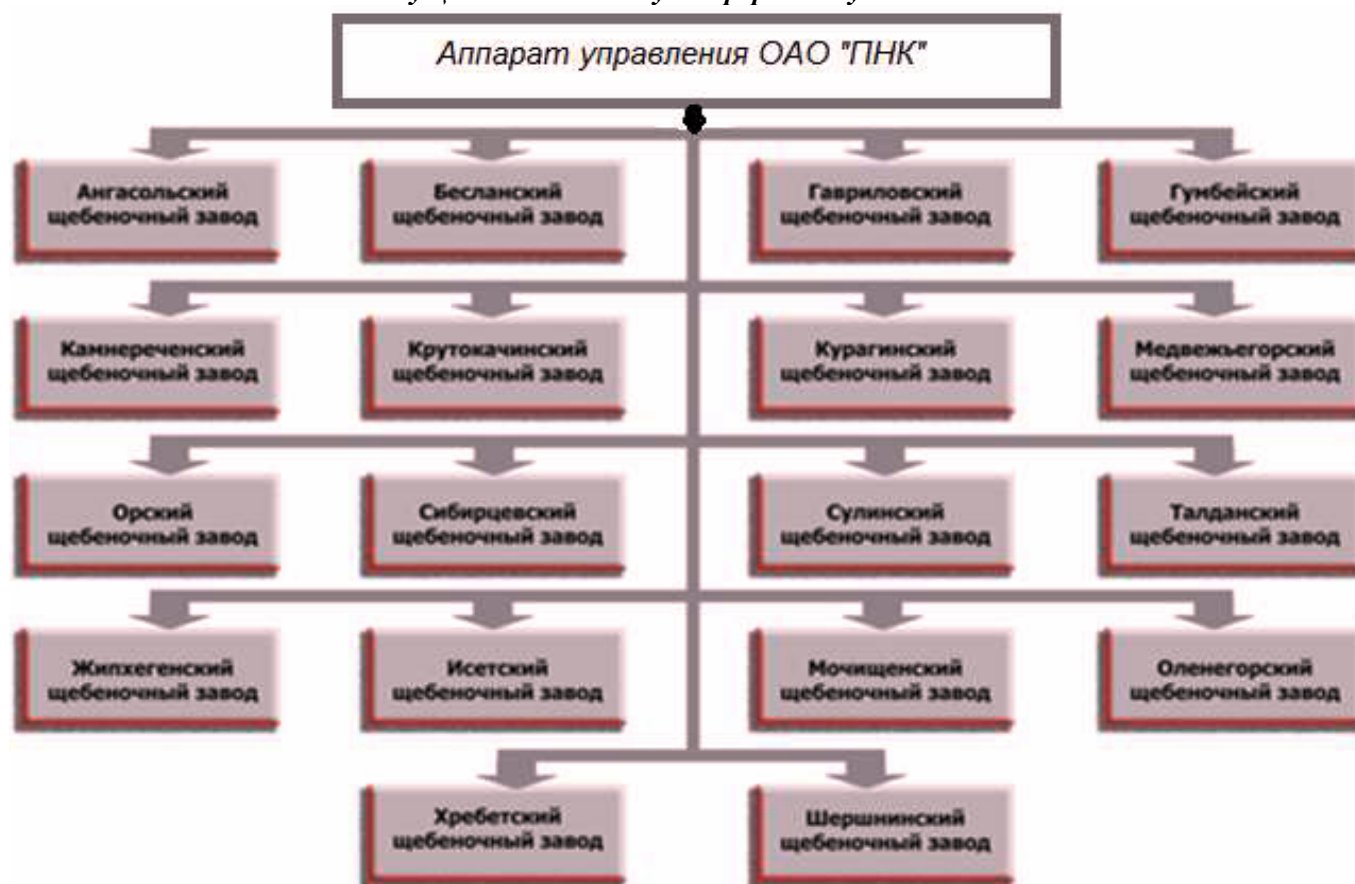 Аппарат управления ОАО "ПНК"
Ангасольский
щебеночный завод
Бесланский
щебеночный завод
Гавриловский
щебеночный завод
Гумбейский
щебеночный завод
Камнереченский
щебеночный завод
Крутокачинский
щебеночный завод
Курагинский
щебеночный завод
Медвежьегорский
щебеночный завод
Орский
щебеночный завод
Сибирцевский
щебеночный завод
Сулинский
щебеночный завод
Талданский
щебеночный завод
Жипхегенский
щебеночный завод
Исетский
щебеночный завод
Мочищенский
щебеночный завод
Оленегорский
щебеночный завод
Хребетский
щебеночный завод
Шершнинский
щебеночный завод